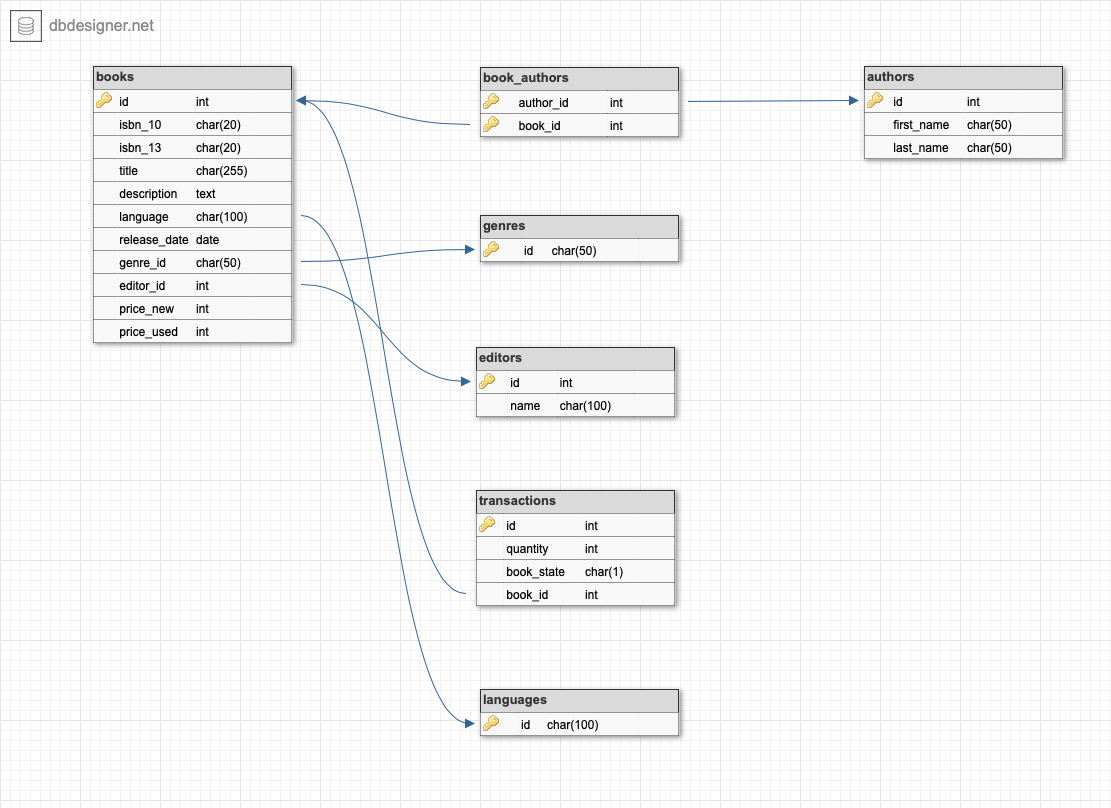 dbdesigner.net
books
id int
isbn_10 char(20)
isbn_13 char(20)
title char(255)
description text
language char(100)
release_date date
genre_id char(50)
editor_id int
price_new int
price_used int
book_authors
author_id int
book_id int
authors
id int
first_name char(50)
last_name char(50)
genres
id char(50)
editors
id int
name char(100)
transactions
id int
quantity int
book_state char(1)
book_id int
languages
id char(100)